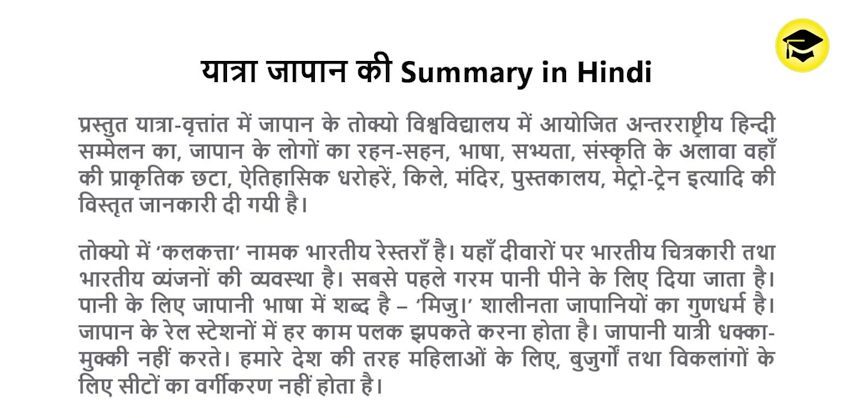 यात्रा जापान की Summary in Hindi
प्रस्तुत यात्रा-वृत्तांत में जापान के तोक्यो विश्वविद्यालय में आयोजित अन्तरराष्ट्रीय हिन्दी
सम्मेलन का, जापान के लोगों का रहन-सहन, भाषा, सभ्यता, संस्कृति के अलावा वहाँ
की प्राकृतिक छटा, ऐतिहासिक धरोहरें, किले, मंदिर, पुस्तकालय, मेट्रो-ट्रेन इत्यादि की
विस्तृत जानकारी दी गयी है।
तोक्यो में ‘कलकत्ता’ नामक भारतीय रेस्तराँ है। यहाँ दीवारों पर भारतीय चित्रकारी तथा
भारतीय व्यंजनों की व्यवस्था है। सबसे पहले गरम पानी पीने के लिए दिया जाता है।
पानी के लिए जापानी भाषा में शब्द है – ‘मिजु।’ शालीनता जापानियों का गुणधर्म है।
जापान के रेल स्टेशनों में हर काम पलक झपकते करना होता है। जापानी यात्री धक्का-
मुक्की नहीं करते। हमारे देश की तरह महिलाओं के लिए, बुजुर्गों तथा विकलांगों के
लिए सीटों का वर्गीकरण नहीं होता है।